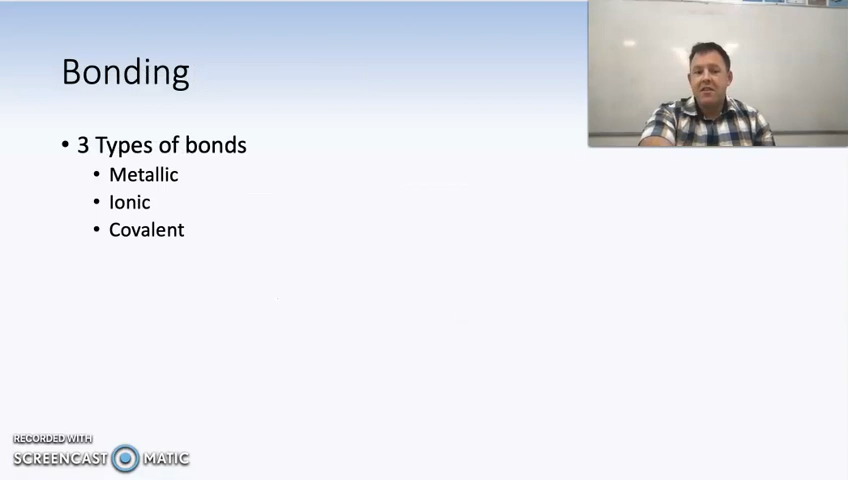 Bonding
• 3 Types of bonds
• Metallic
• Ionic
• Covalent
RECORDED WITH
SCREENCAST MATIC